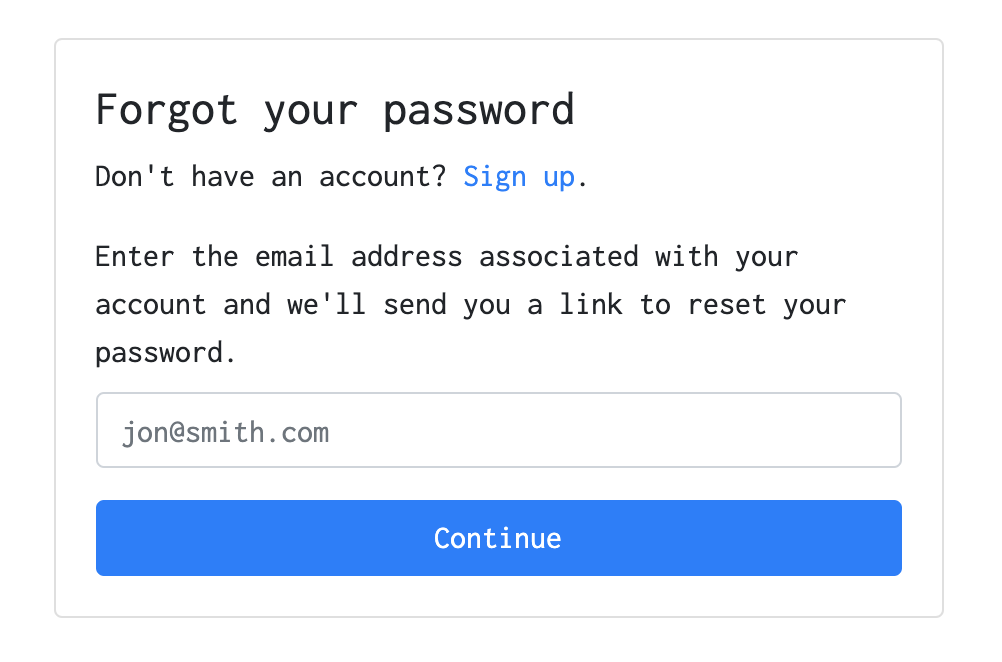 Forgot your password
Don't have an account? Sign up.
Enter the email address associated with your
account and we'll send you a link to reset your
password.
jon@smith.com
Continue